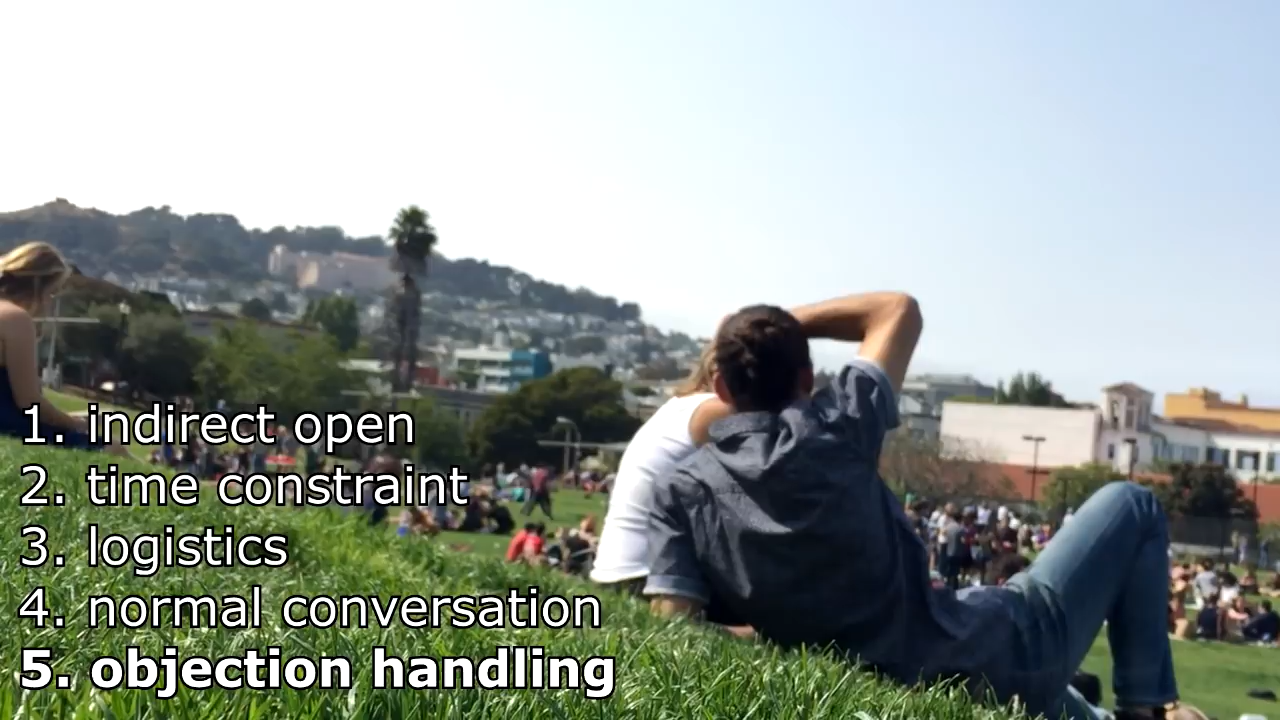 1. indirect open
2. time constraint
3. logistics
4. normal conversation
5. objection handling